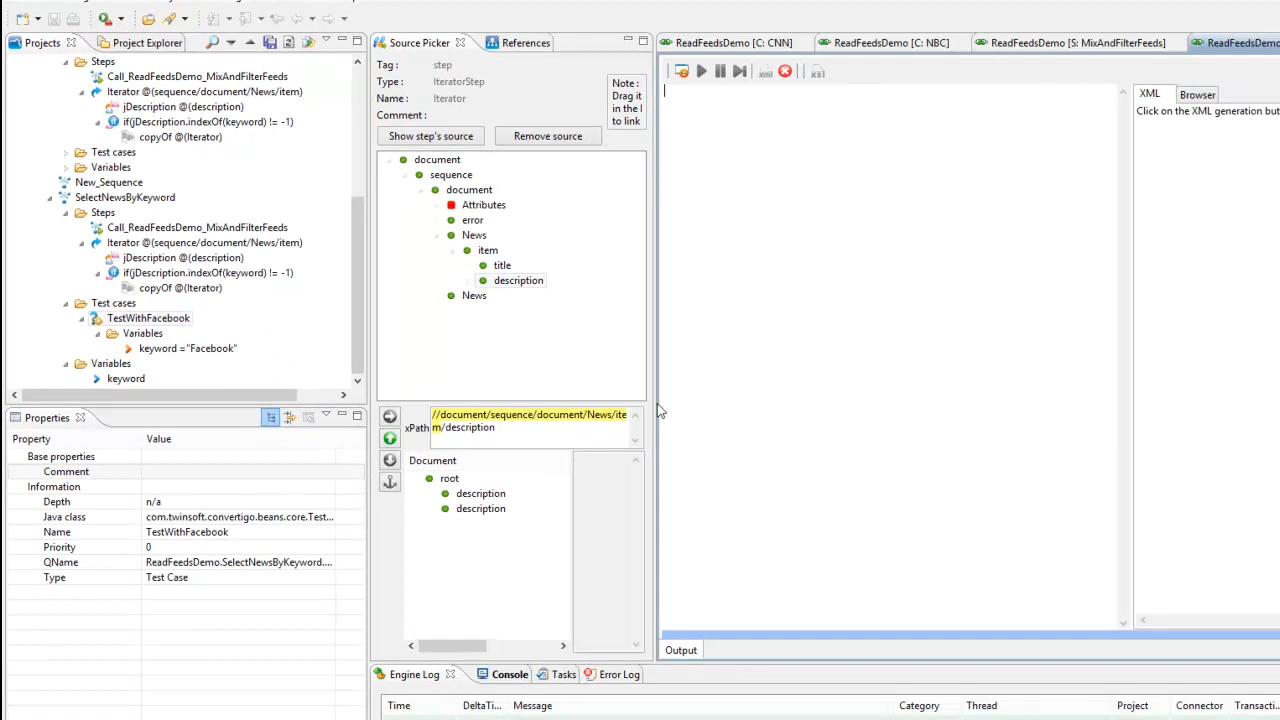 Projects
Project Explorer
Steps
Call_ReadFeedsDemo_MixAndFilterFeeds
Iterator @(sequence/document/News/item)
jDescription @(description)
if(jDescription.indexOf(keyword) != -1)
copyOf @(Iterator)
Test cases
Variables
New_Sequence
SelectNewsByKeyword
Steps
Call_ReadFeedsDemo_MixAndFilterFeeds
Iterator @(sequence/document/News/item)
jDescription @(description)
if(jDescription.indexOf(keyword) != -1)
copyOf @(Iterator)
Test cases
TestWithFacebook
Variables
keyword ="Facebook"
Variables
keyword
Properties
Property Value
Base properties
Comment
Information
Depth n/a
Java class com.twinsoft.convertigo.beans.core.Test...
Name TestWithFacebook
Priority 0
QName ReadFeedsDemo.SelectNewsByKeyword....
Type Test Case
Source Picker
References
Tag : step
Type : IteratorStep
Name : Iterator
Comment :
Note :
Drag it
in the l
to link
Show step's source Remove source
document
sequence
document
Attributes
error
News
item
title
description
News
xPath
//document/sequence/document/News/ite
m/description
Document
root
description
description
ReadFeedsDemo [C: CNN]
ReadFeedsDemo [C: NBC]
ReadFeedsDemo [S: MixAndFilterFeeds]
ReadFeedsDemo
XML Browser
Click on the XML generation but
Output
Engine Log Console Tasks Error Log
Time DeltaTi... Message Category Thread Project Connector Transacti...